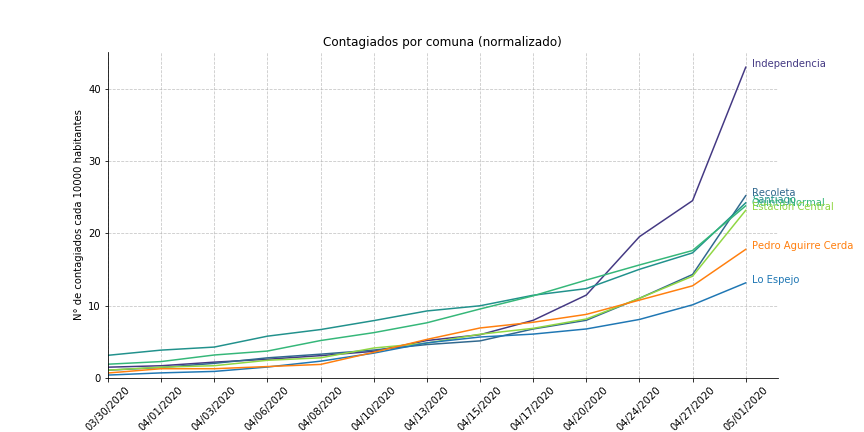 Contagiados por comuna (normalizado)
N° de contagiados cada 10000 habitantes
40
30
20
10
0
Independencia
Recoleta
Santiago
Quinta Normal
Estación Central
Pedro Aguirre Cerda
Lo Espejo
03/30/2020
04/01/2020
04/03/2020
04/06/2020
04/08/2020
04/10/2020
04/13/2020
04/15/2020
04/17/2020
04/20/2020
04/24/2020
04/27/2020
05/01/2020